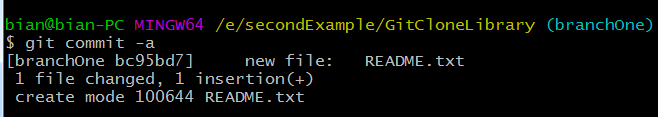 bian@bian-PC MINGW64 /e/secondExample/GitCloneLibrary (branchOne)
$ git commit -a
[branchOne bc95bd7]     new file:   README.txt
 1 file changed, 1 insertion(+)
 create mode 100644 README.txt